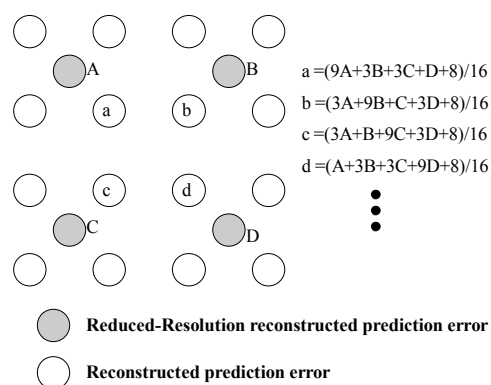 A
B
a =(9A+3B+3C+D+8)/16
a
b
b =(3A+9B+C+3D+8)/16
c =(3A+B+9C+3D+8)/16
d =(A+3B+3C+9D+8)/16
c
d
C
D
Reduced-Resolution reconstructed prediction error
Reconstructed prediction error